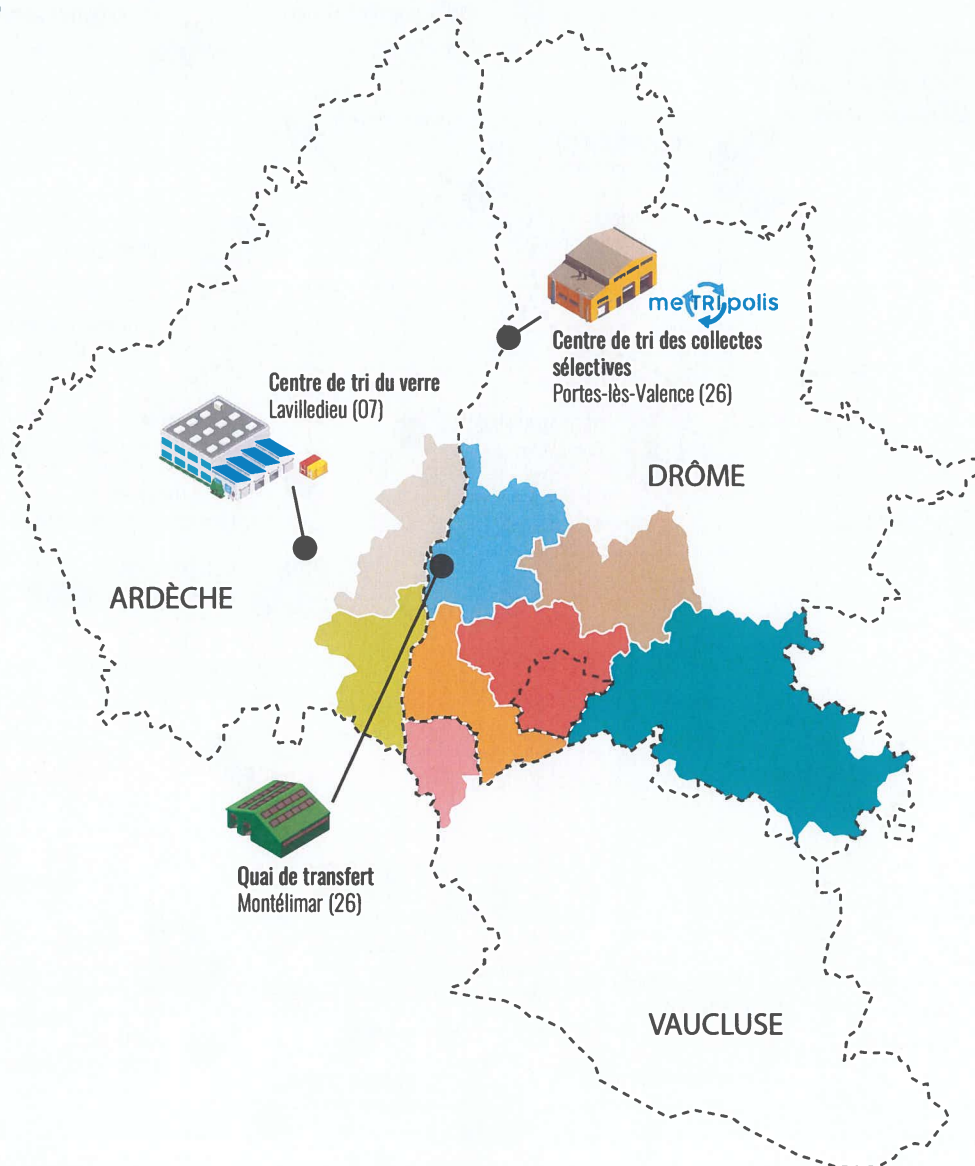 meTRIpolis
Centre de tri des collectes
sélectives
Portes-lès-Valence (26)
Centre de tri du verre
Lavilledieu (07)
DRÔME
ARDÈCHE
Quai de transfert
Montélimar (26)
VAUCLUSE